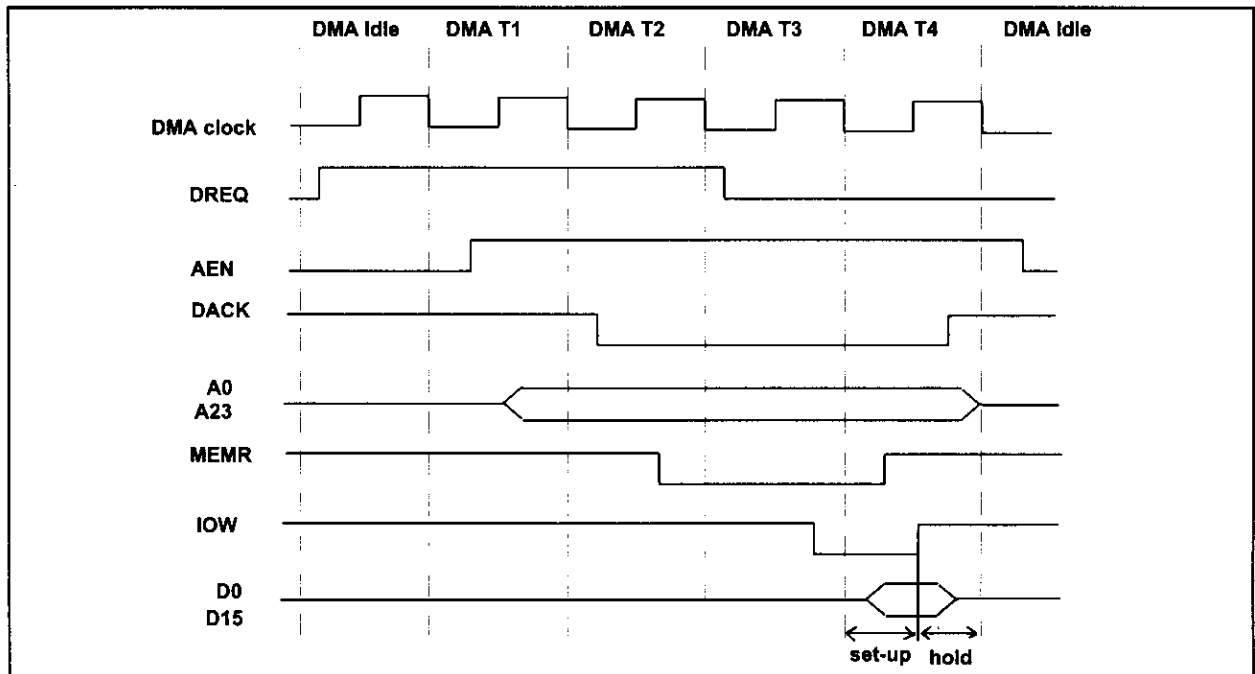 DMA Idle DMA T1 DMA T2 DMA T3 DMA T4 DMA Idle
DMA clock
DREQ
AEN
DACK
A0
A23
MEMR
IOW
D0
D15
set-up hold